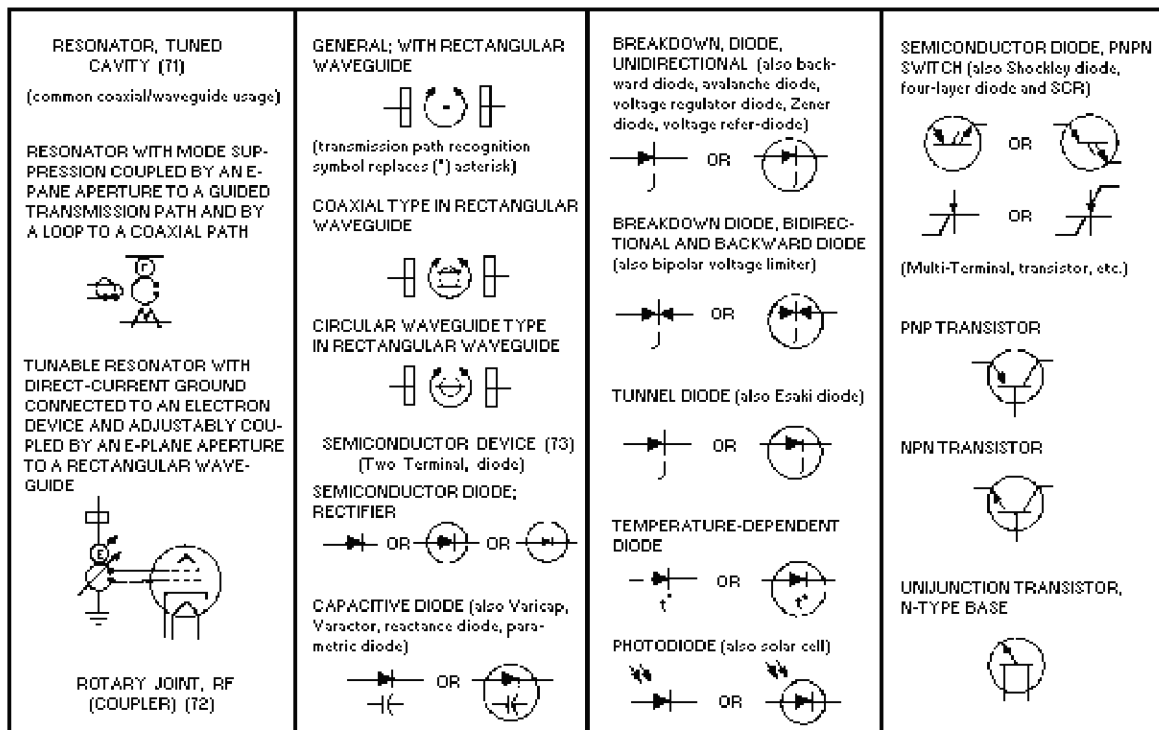 RESONATOR, TUNED
CAVITY (71)
(common coaxial/waveguide usage)
RESONATOR WITH MODE SUP-
PRESSION COUPLED BY AN E-
PANE APERTURE TO A GUIDED
TRANSMISSION PATH AND BY
A LOOP TO A COAXIAL PATH
TUNABLE RESONATOR WITH
DIRECT-CURRENT GROUND
CONNECTED TO AN ELECTRON
DEVICE AND ADJUSTABLY COU-
PLED BY AN E-PLANE APERTURE
TO A RECTANGULAR WAVE-
GUIDE
E
ROTARY JOINT, RF
(COUPLER) (72)
GENERAL; WITH RECTANGULAR
WAVEGUIDE
(transmission path recognition
symbol replaces (*) asterisk)
COAXIAL TYPE IN RECTANGULAR
WAVEGUIDE
CIRCULAR WAVEGUIDE TYPE
IN RECTANGULAR WAVEGUIDE
SEMICONDUCTOR DEVICE (73)
(Two Terminal, diode)
SEMICONDUCTOR DIODE;
RECTIFIER
OR OR
CAPACITIVE DIODE (also Varicap,
Varactor, reactance diode, para-
metric diode)
OR
BREAKDOWN, DIODE,
UNIDIRECTIONAL (also back-
ward diode, avalanche diode,
voltage regulator diode, Zener
diode, voltage refer-diode)
OR
BREAKDOWN DIODE, BIDIREC-
TIONAL AND BACKWARD DIODE
(also bipolar voltage limiter)
OR
TUNNEL DIODE (also Esaki diode)
OR
TEMPERATURE-DEPENDENT
DIODE
OR
t° t°
PHOTODIODE (also solar cell)
OR
SEMICONDUCTOR DIODE, PNPN
SWITCH (also Shockley diode,
four-layer diode and SCR)
OR
OR
(Multi-Terminal, transistor, etc.)
PNP TRANSISTOR
NPN TRANSISTOR
UNIJUNCTION TRANSISTOR,
N-TYPE BASE